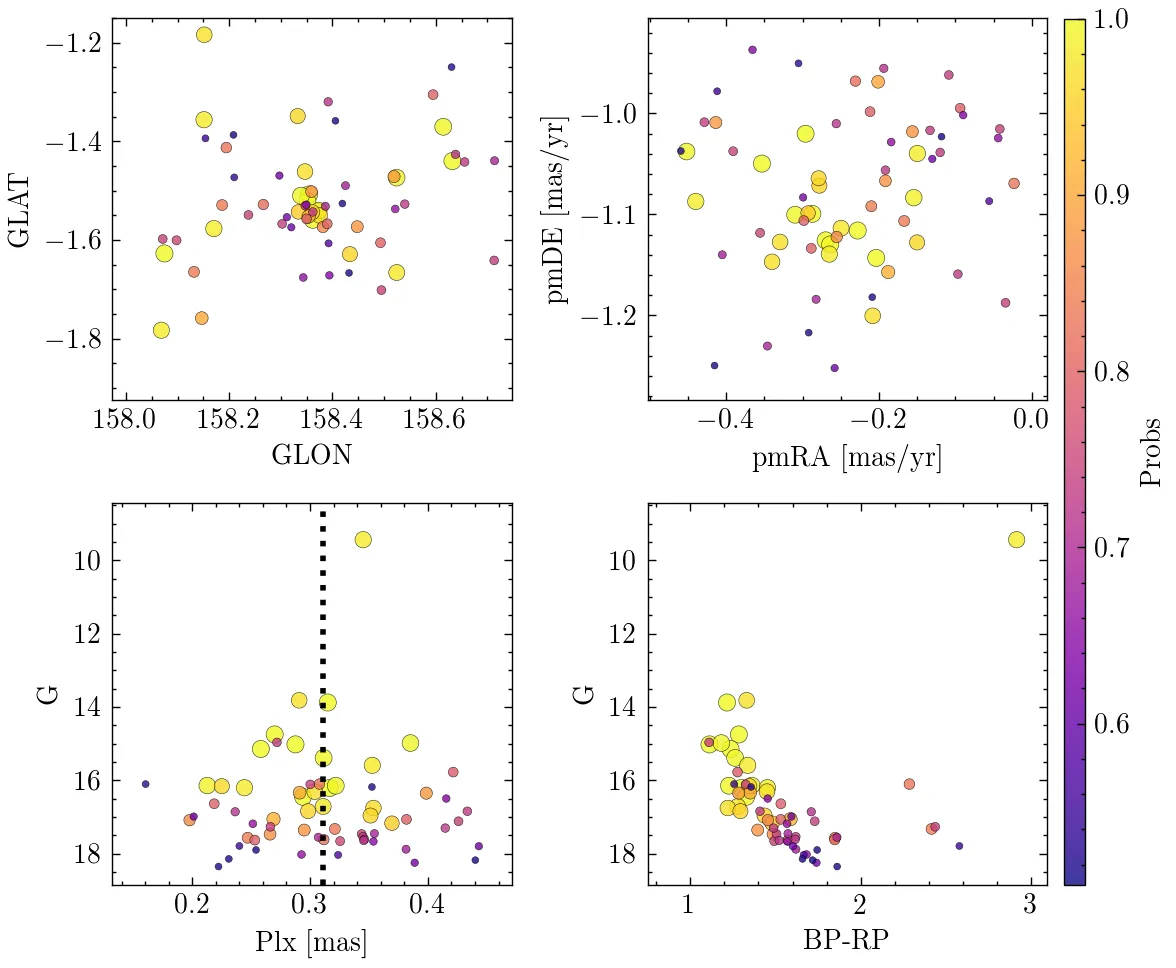 −1.2
−1.4
−1.6
−1.8
GLAT
158.0 158.2 158.4 158.6
GLON
−1.0
−1.1
−1.2
pmDE [mas/yr]
−0.4 −0.2 0.0
pmRA [mas/yr]
1.0
0.9
0.8
0.7
0.6
Probs
10
12
14
16
18
G
0.2 0.3 0.4
Plx [mas]
10
12
14
16
18
G
1 2 3
BP-RP